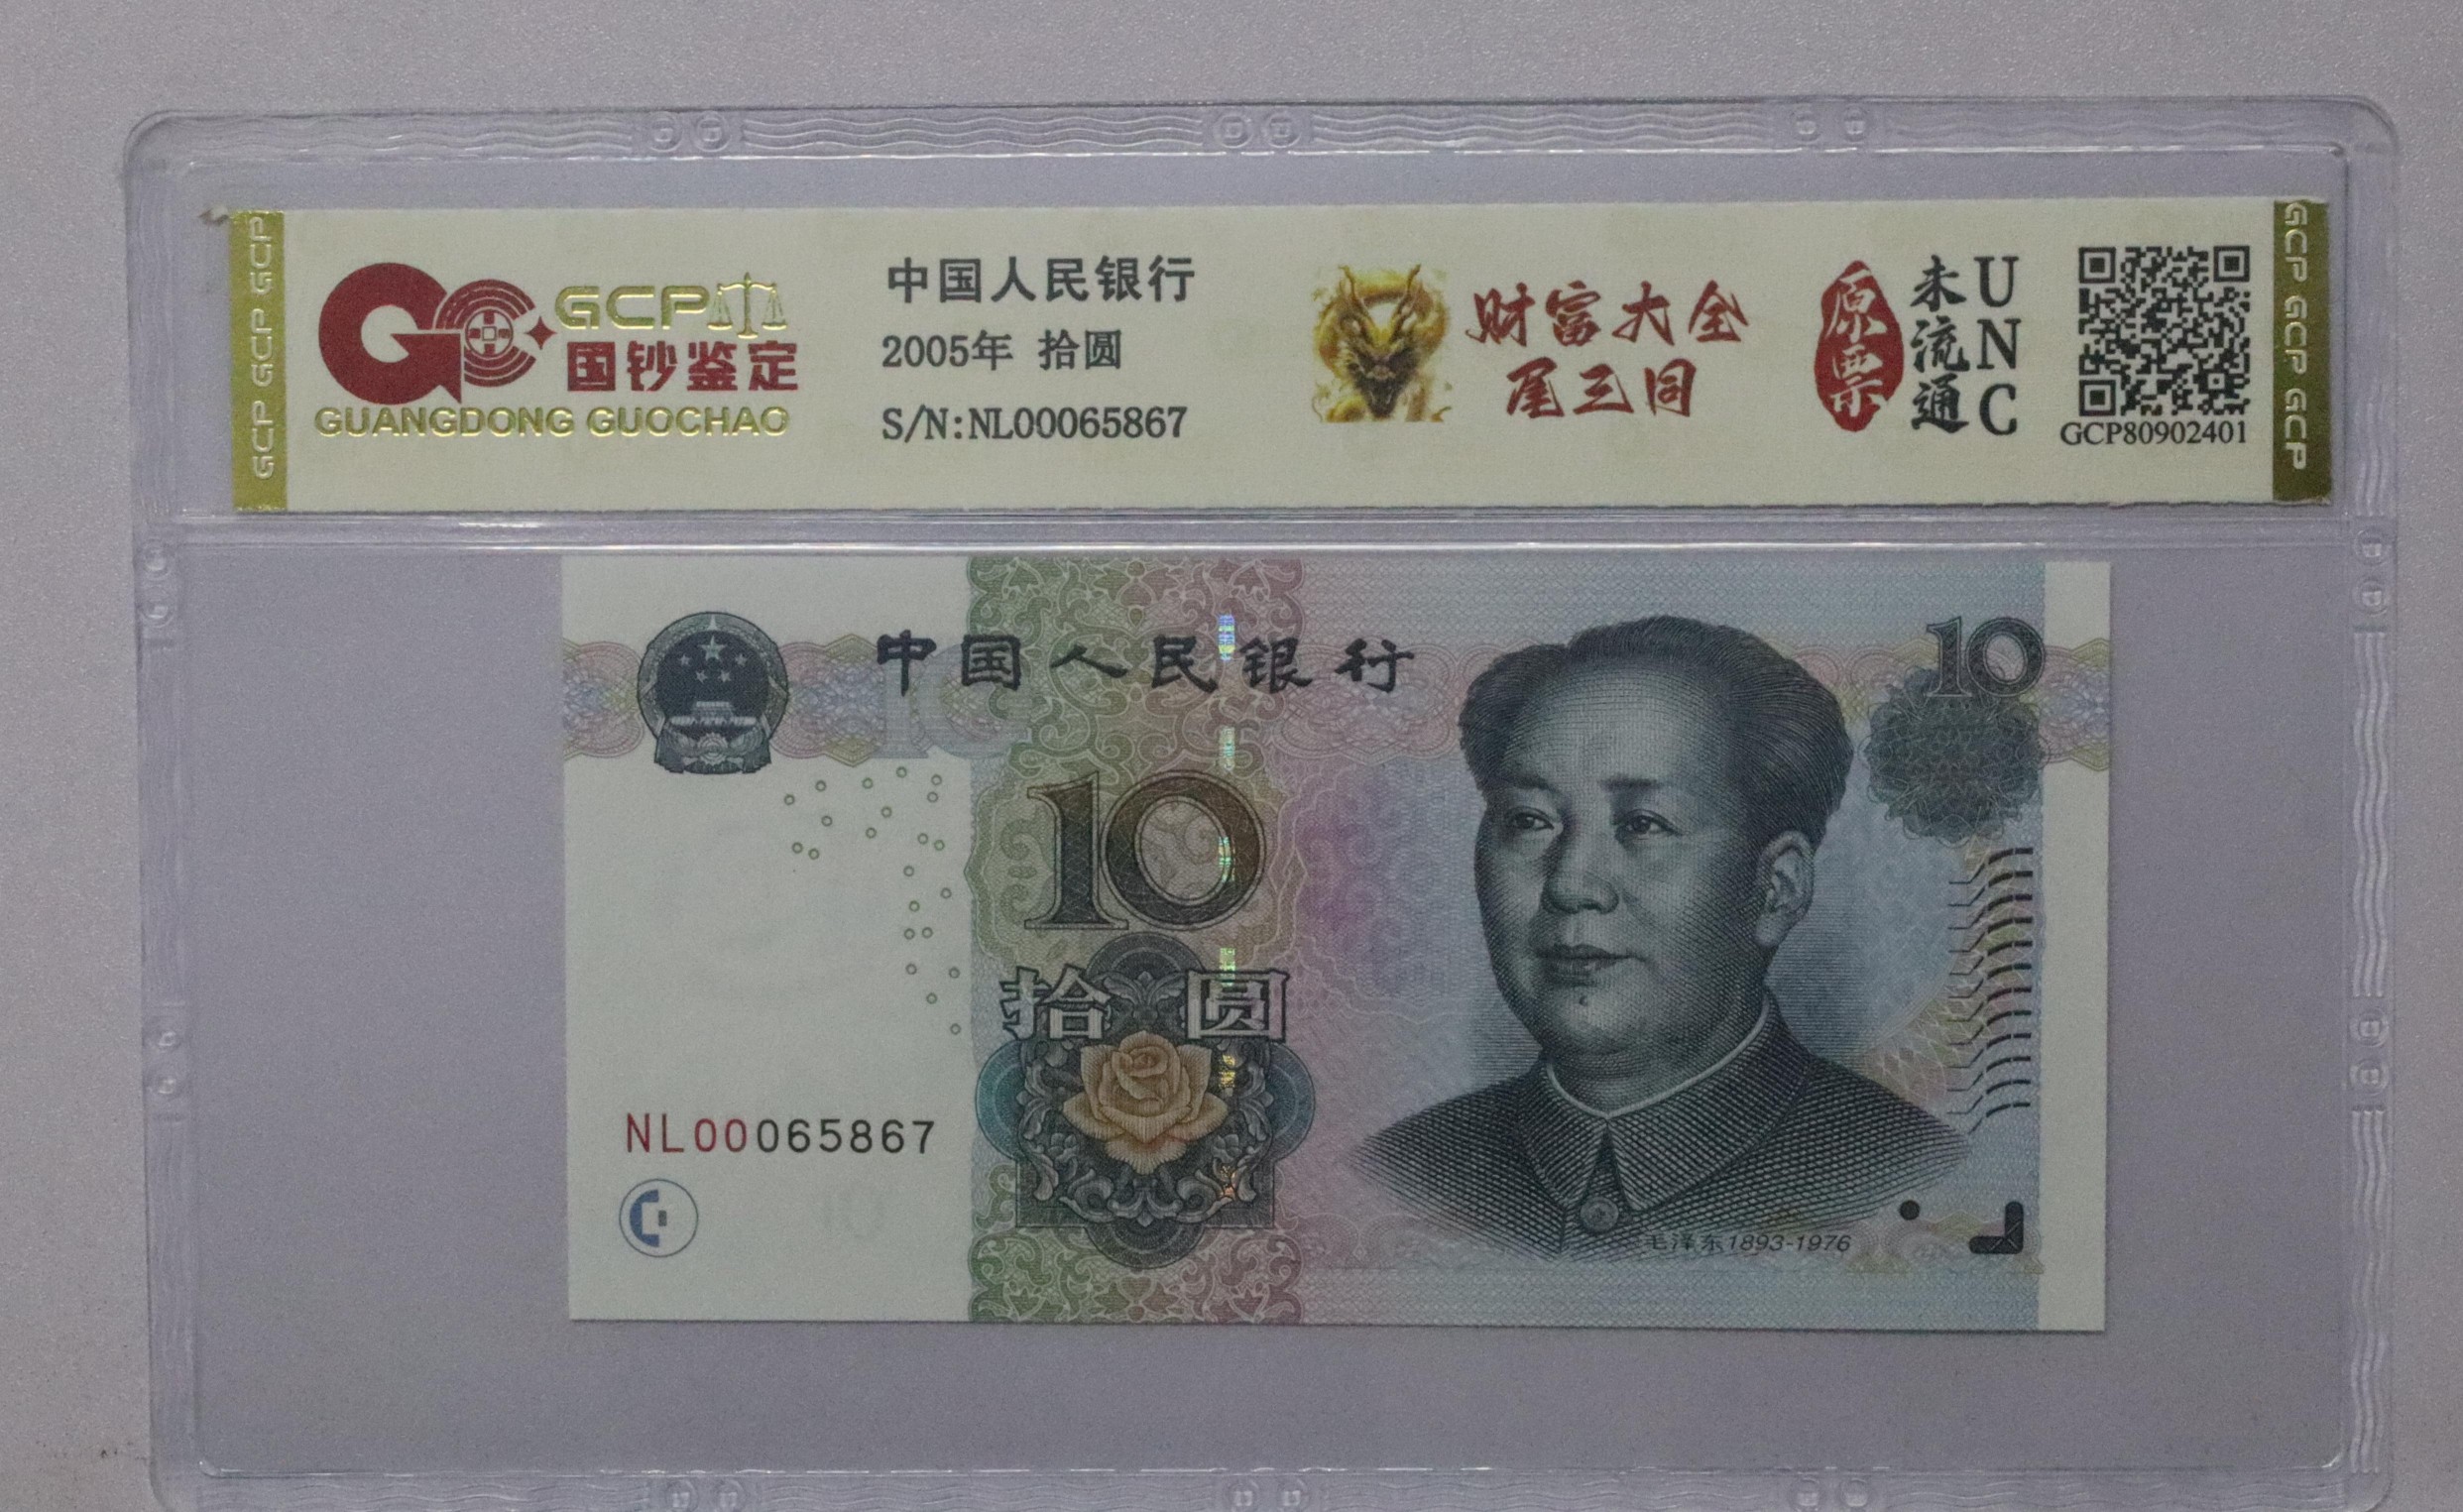 GCP GCP GCP
GCP
国钞鉴定
GUANGDONG GUOCHAO
中国人民银行
2005年 拾圆
S/N:NL00065867
财富大全
尾三同
原票
未流通
UNC
GCP80902401
GCP GCP GCP
中国人民银行
10
10
10
拾圆
NL00065867
毛泽东1893-1976